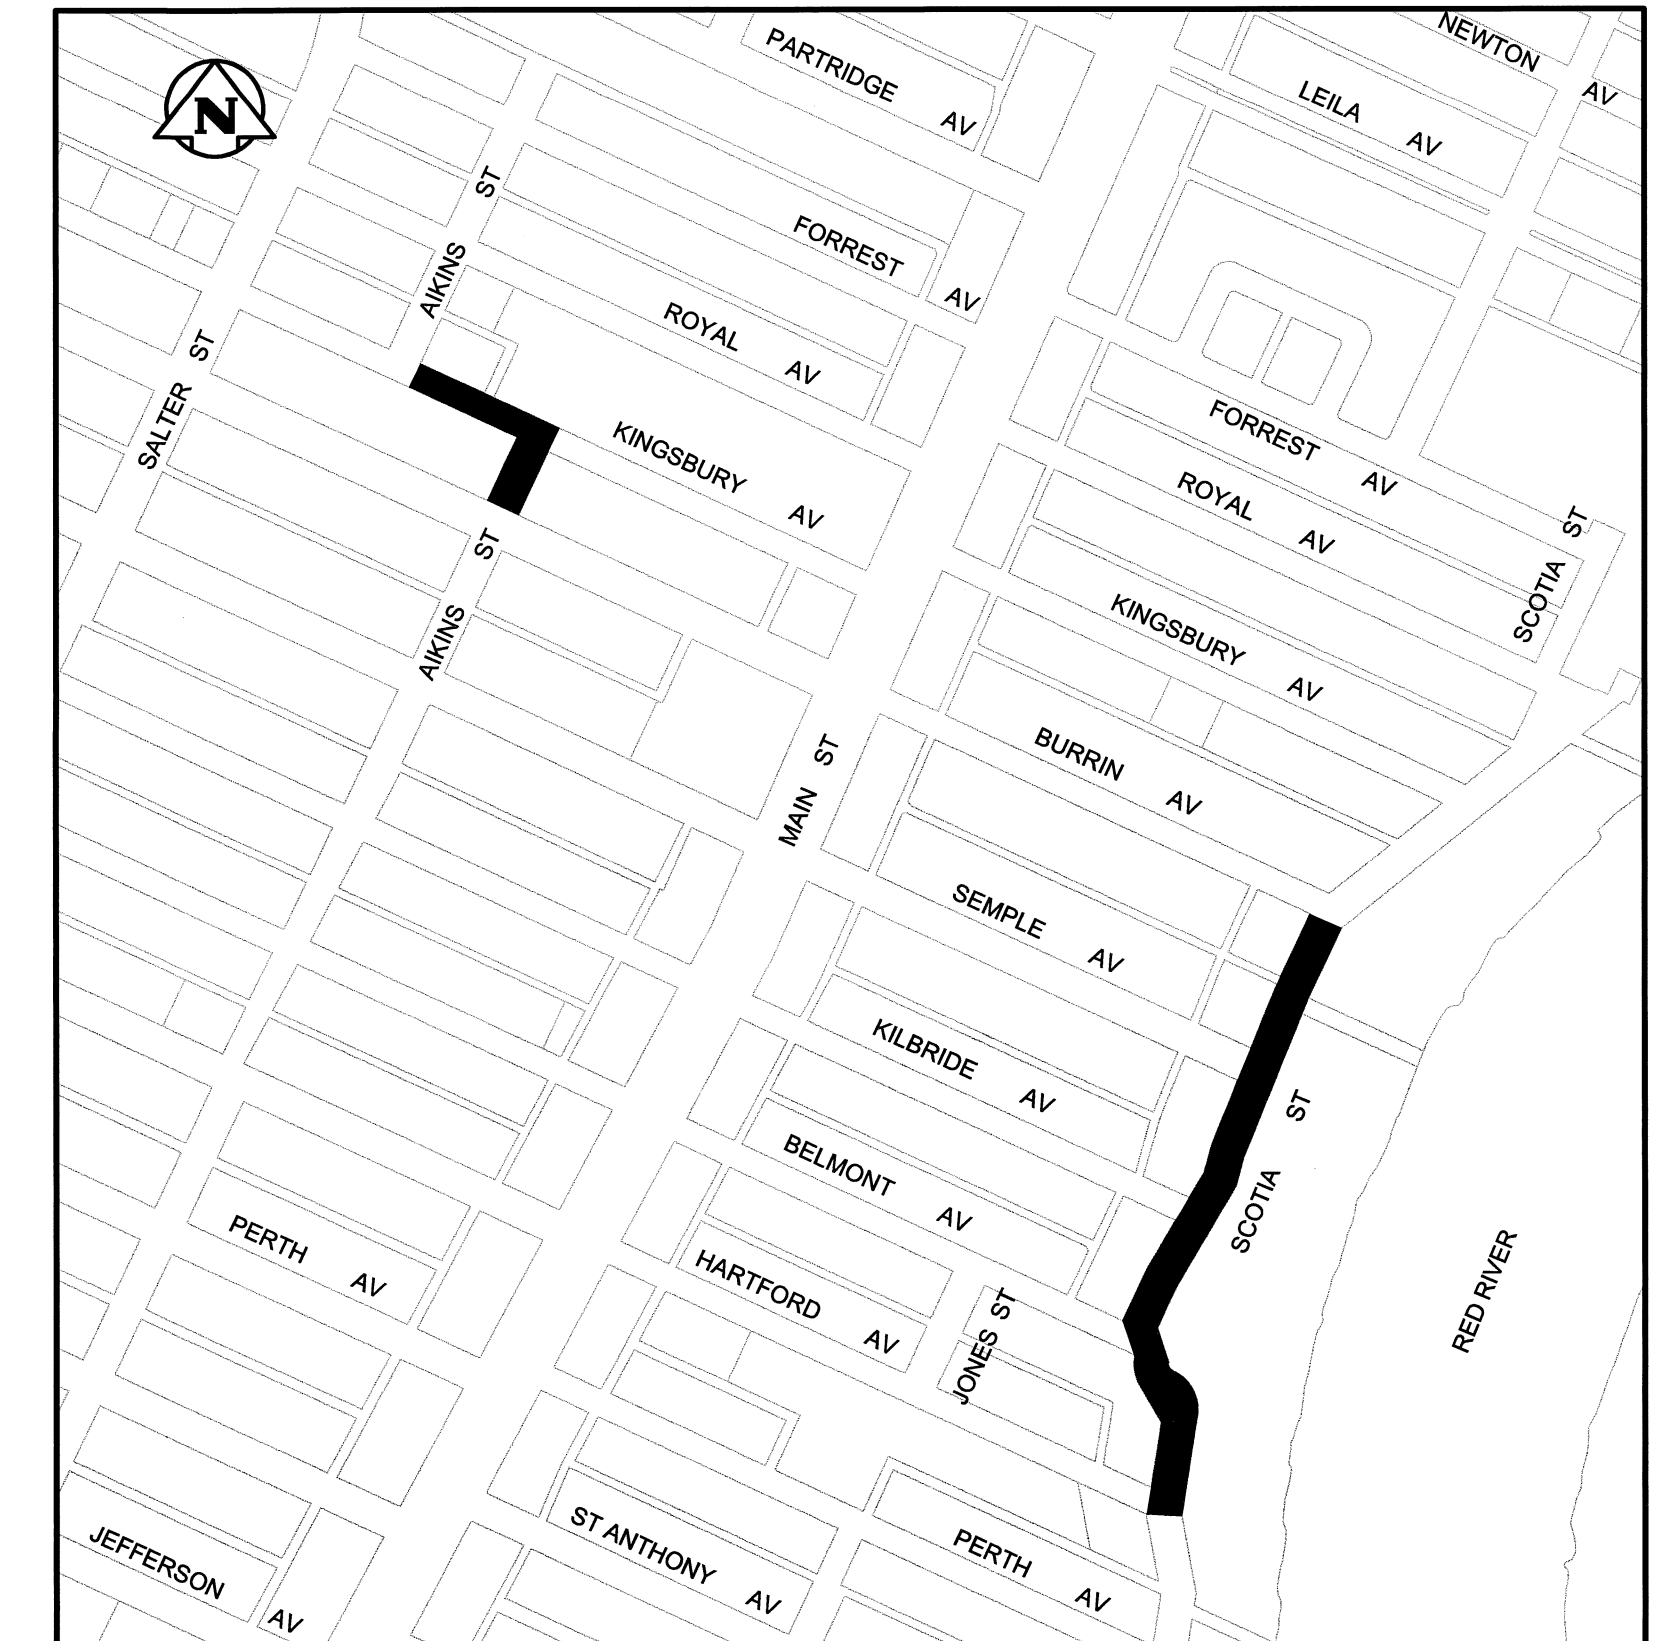 NEWTON
AV
PARTRIDGE
AV
LEILA
AV
N
AIKINS ST
FORREST
AV
ROYAL
AV
SALTER ST
KINGSBURY
AV
FORREST
AV
ROYAL
AV
SCOTIA ST
AIKINS ST
KINGSBURY
AV
MAIN ST
BURRIN
AV
SEMPLE
AV
KILBRIDE
AV
SCOTIA ST
BELMONT
AV
PERTH
AV
HARTFORD
AV
JONES ST
RED RIVER
JEFFERSON
AV
ST ANTHONY
AV
PERTH
AV